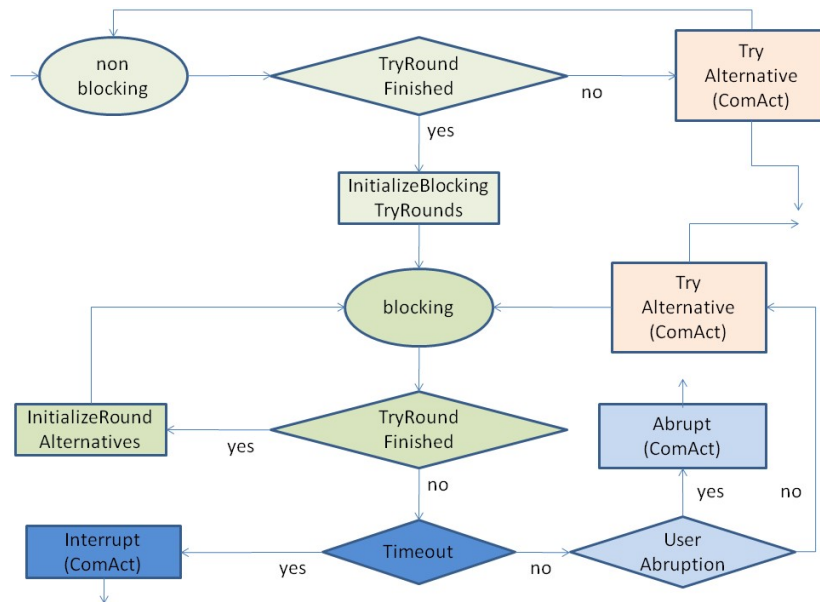 non
blocking
TryRound
Finished
no
Try
Alternative
(ComAct)
yes
InitializeBlocking
TryRounds
blocking
Try
Alternative
(ComAct)
InitializeRound
Alternatives
yes
TryRound
Finished
Abrupt
(ComAct)
no
yes
no
Interrupt
(ComAct)
yes
Timeout
no
User
Abruption